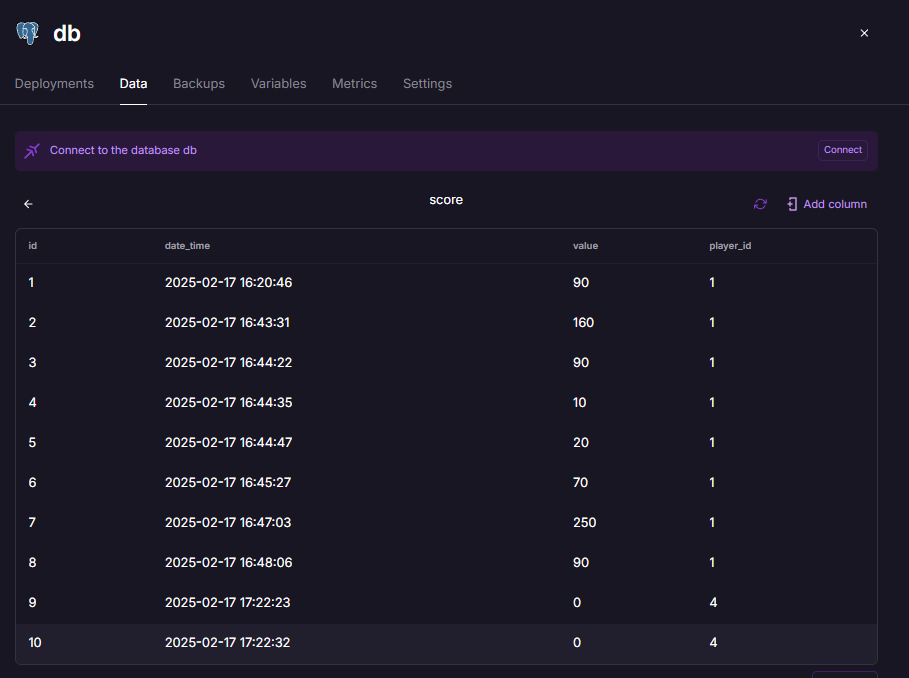 db
Deployments Data Backups Variables Metrics Settings
Connect to the database db Connect
score
Add column
id date_time value player_id
1 2025-02-17 16:20:46 90 1
2 2025-02-17 16:43:31 160 1
3 2025-02-17 16:44:22 90 1
4 2025-02-17 16:44:35 10 1
5 2025-02-17 16:44:47 20 1
6 2025-02-17 16:45:27 70 1
7 2025-02-17 16:47:03 250 1
8 2025-02-17 16:48:06 90 1
9 2025-02-17 17:22:23 0 4
10 2025-02-17 17:22:32 0 4